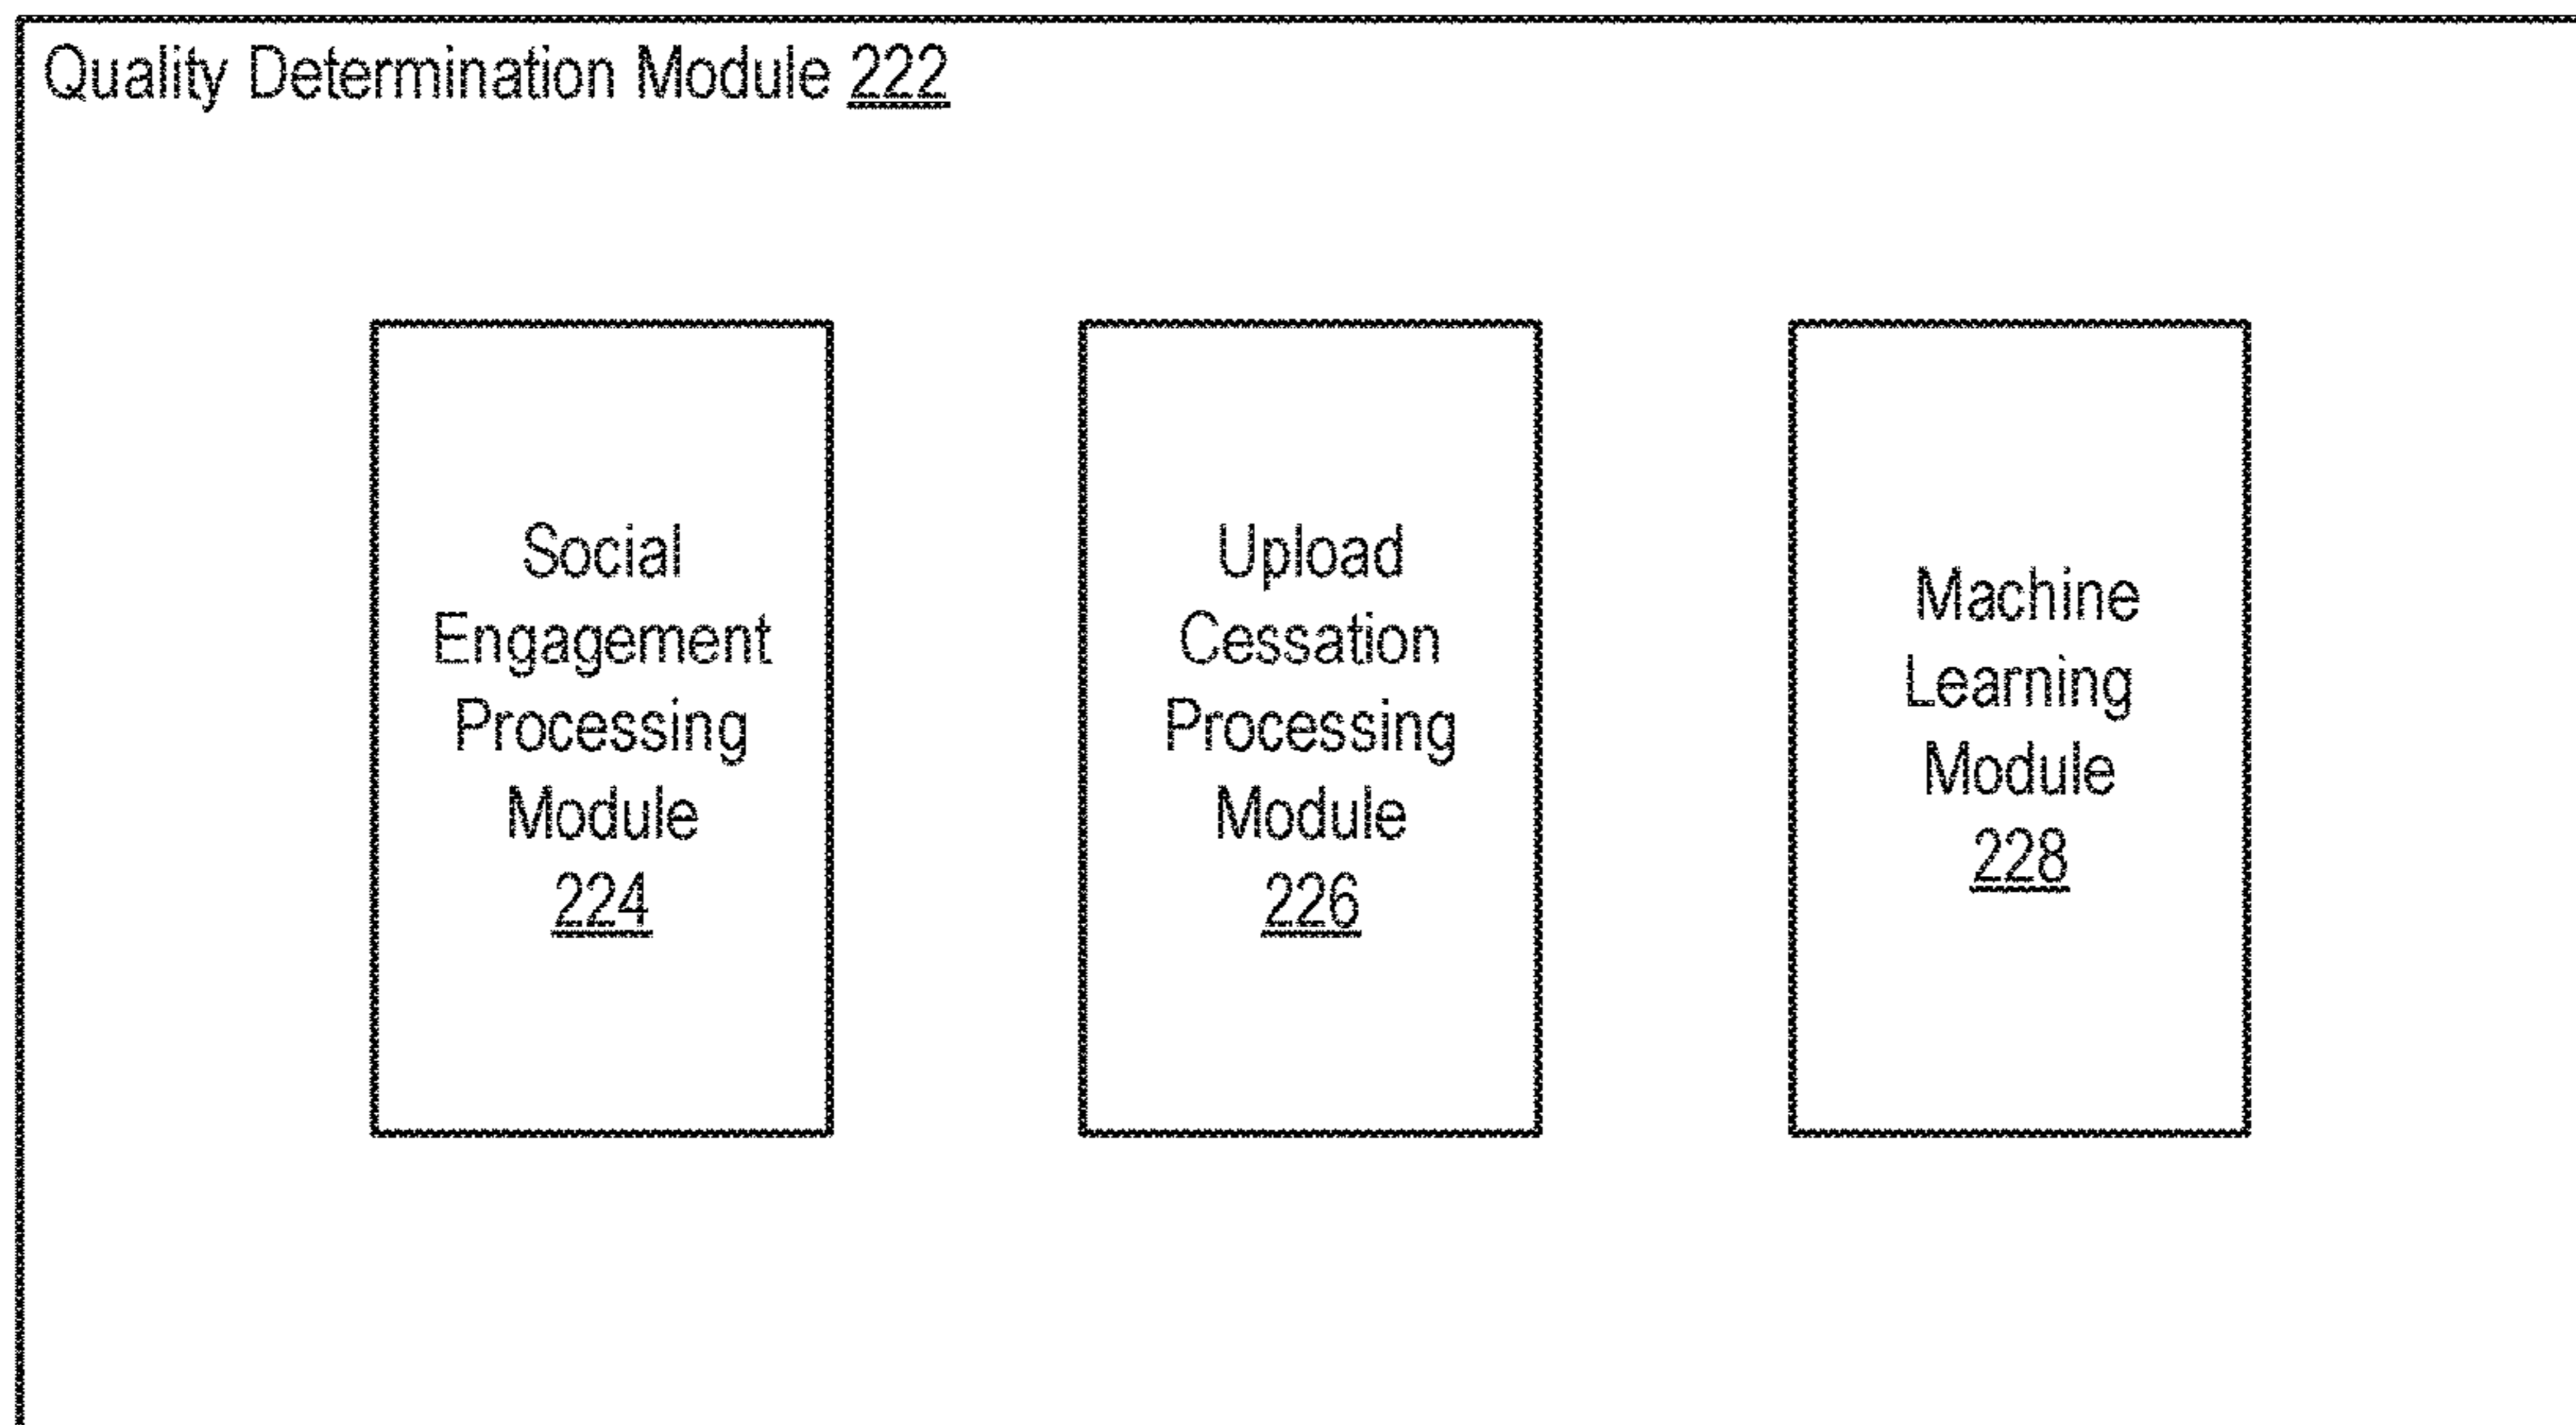 Quality Determination Module 222
Social
Engagement
Processing
Module
224
Upload
Cessation
Processing
Module
226
Machine
Learning
Module
228